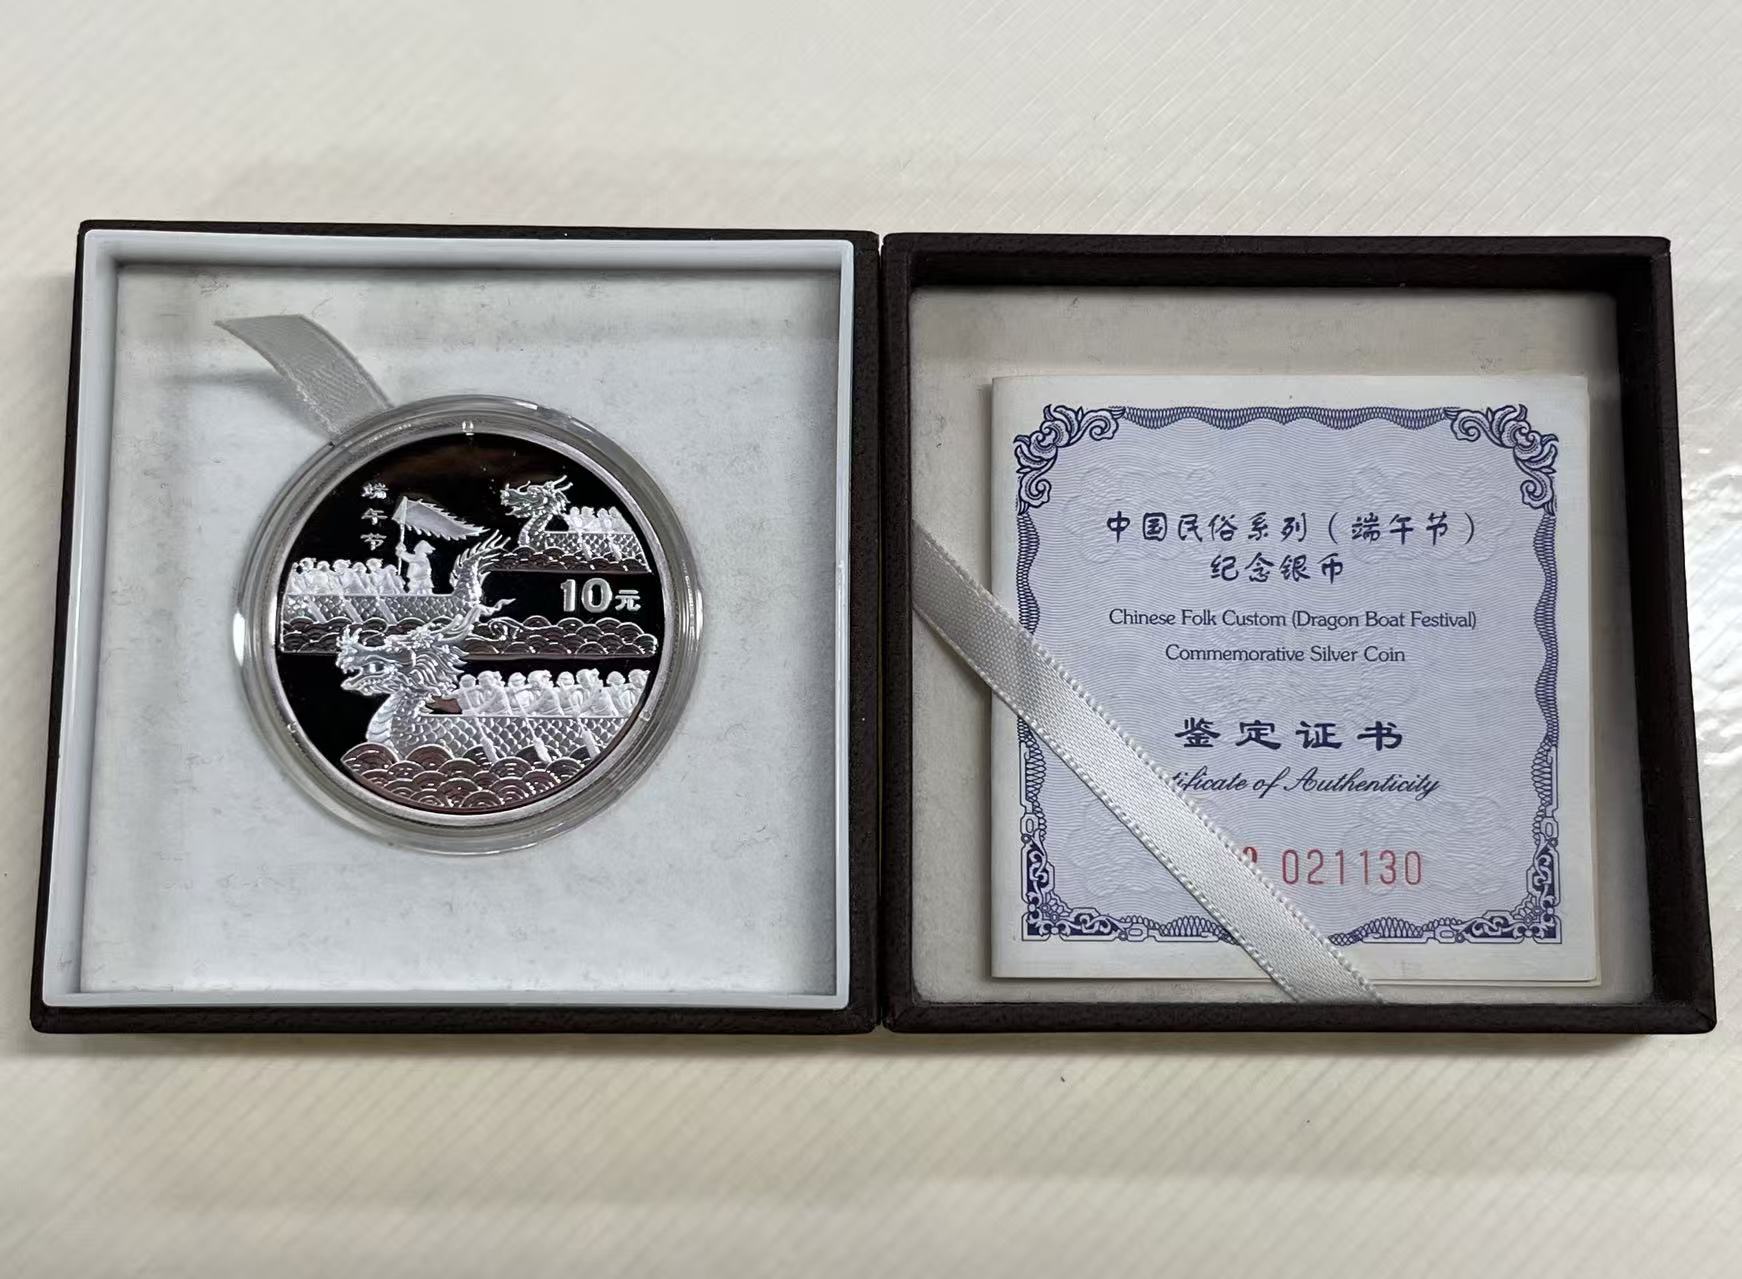 端午节
10元
中国民俗系列(端午节)
纪念银币
Chinese Folk Custom (Dragon Boat Festival)
Commemorative Silver Coin
鉴定证书
of Authenticity
021130